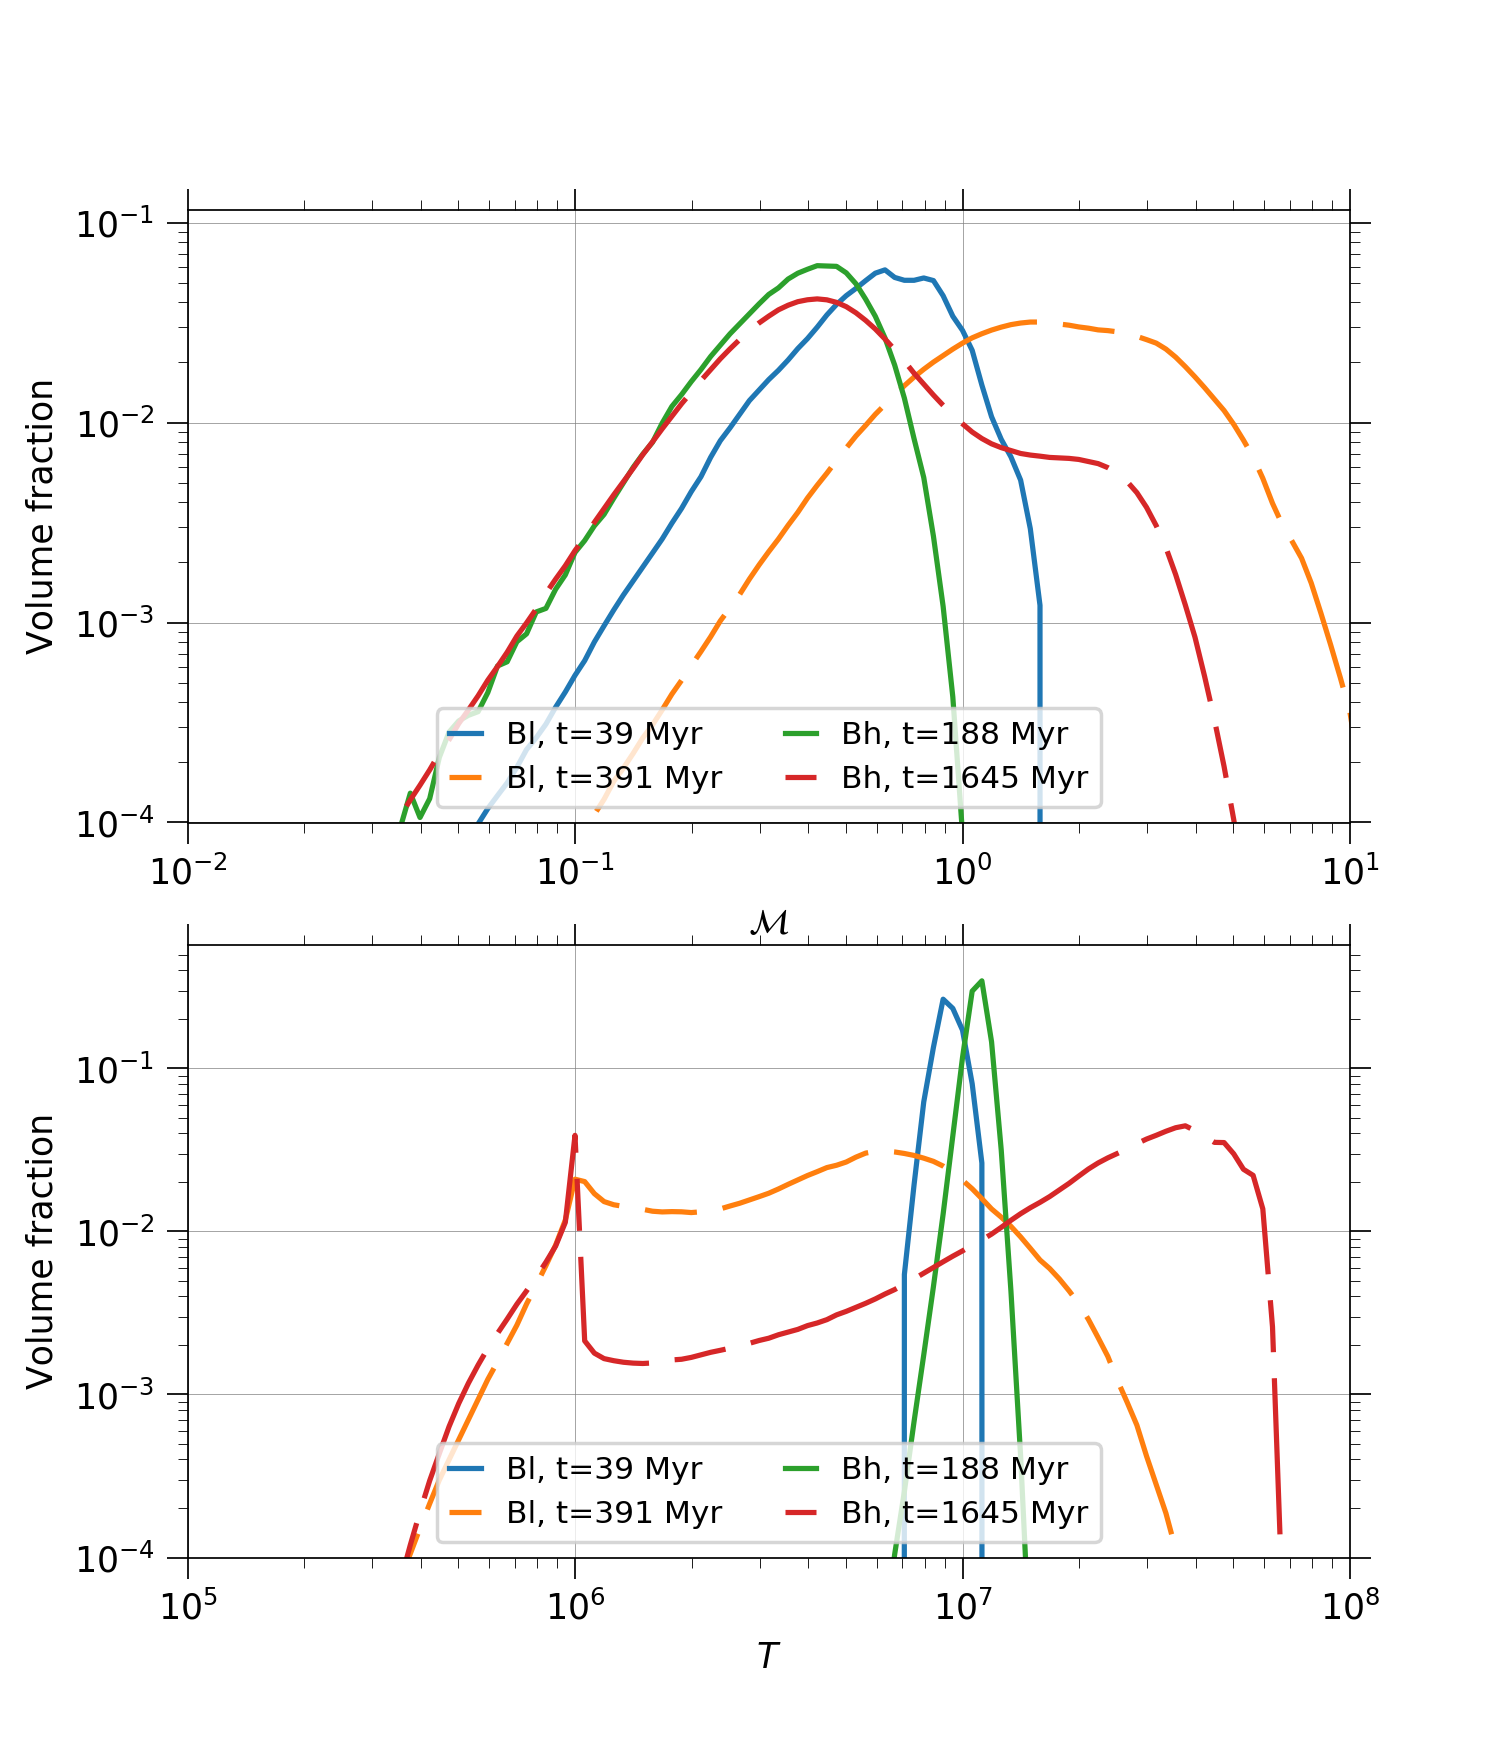 10⁻¹
10⁻²
10⁻³
10⁻⁴
Volume fraction
Bl, t=39 Myr
Bl, t=391 Myr
Bh, t=188 Myr
Bh, t=1645 Myr
10⁻² 10⁻¹ 10⁰ 10¹
ℳ
10⁻¹
10⁻²
10⁻³
10⁻⁴
Volume fraction
Bl, t=39 Myr
Bl, t=391 Myr
Bh, t=188 Myr
Bh, t=1645 Myr
10⁵ 10⁶ 10⁷ 10⁸
T